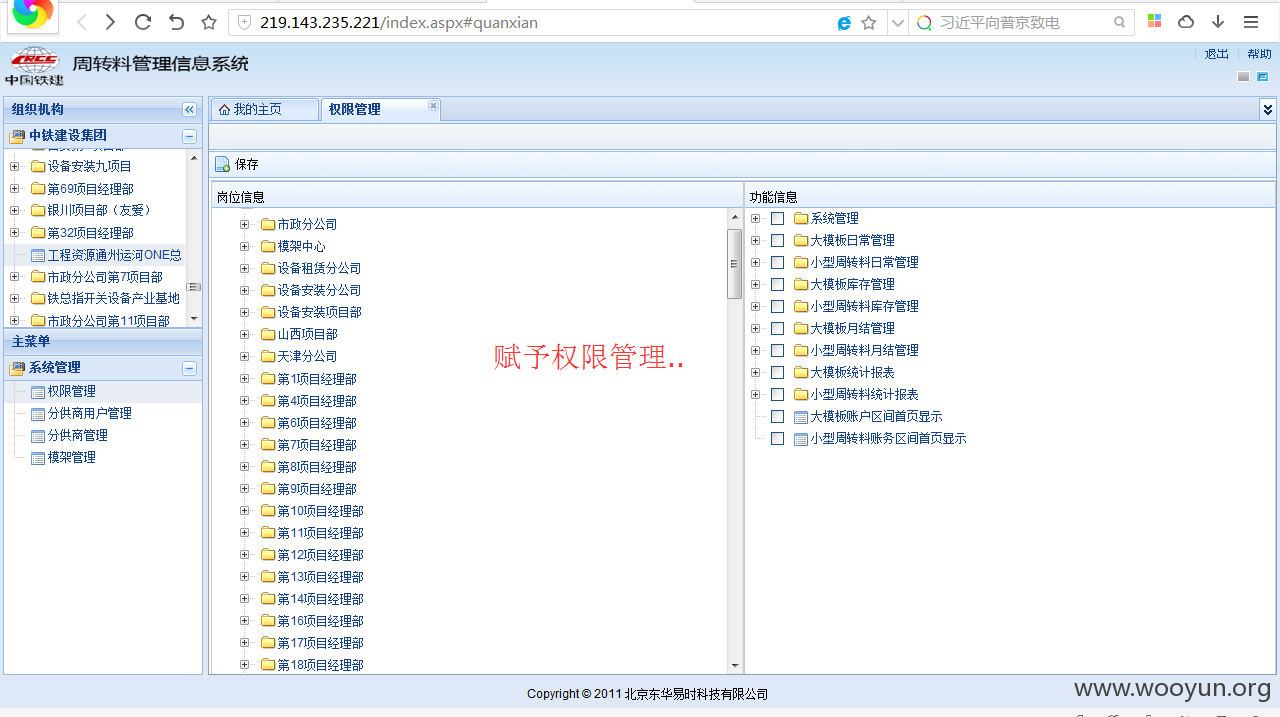 219.143.235.221/index.aspx#quanxian
习近平向普京致电
CRCC
中国铁建
周转料管理信息系统
退出
帮助
组织机构
中铁建设集团
设备安装九项目
第69项目经理部
银川项目部（友爱）
第32项目经理部
工程资源通州运河ONE总
市政分公司第7项目部
铁总指开关设备产业基地
市政分公司第11项目部
主菜单
系统管理
权限管理
分供商用户管理
分供商管理
模架管理
我的主页
权限管理
保存
岗位信息
市政分公司
模架中心
设备租赁分公司
设备安装分公司
设备安装项目部
山西项目部
天津分公司
第1项目经理部
第4项目经理部
第6项目经理部
第7项目经理部
第8项目经理部
第9项目经理部
第10项目经理部
第11项目经理部
第12项目经理部
第13项目经理部
第14项目经理部
第16项目经理部
第17项目经理部
第18项目经理部
赋予权限管理..
功能信息
系统管理
大模板日常管理
小型周转料日常管理
大模板库存管理
小型周转料库存管理
大模板月结管理
小型周转料月结管理
大模板统计报表
小型周转料统计报表
大模板账户区间首页显示
小型周转料账务区间首页显示
Copyright © 2011 北京东华易时科技有限公司
www.wooyun.org